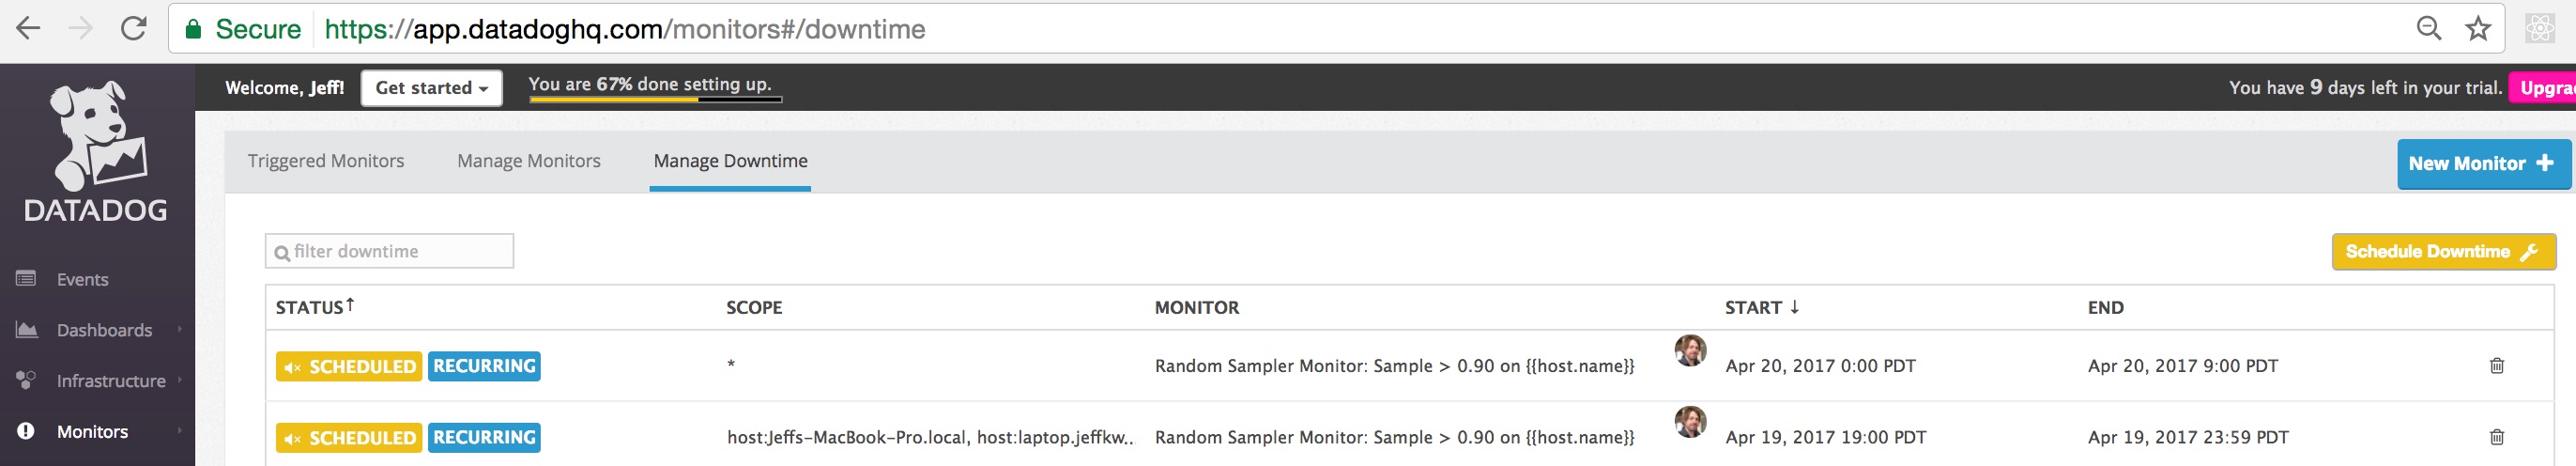 Secure https://app.datadoghq.com/monitors#/downtime
Welcome, Jeff! Get started You are 67% done setting up. You have 9 days left in your trial. Upgra
Triggered Monitors Manage Monitors Manage Downtime New Monitor +
DATADOG
filter downtime Schedule Downtime
Events
Dashboards
Infrastructure
Monitors
STATUS↑ SCOPE MONITOR START ↓ END
SCHEDULED RECURRING * Random Sampler Monitor: Sample > 0.90 on {{host.name}} Apr 20, 2017 0:00 PDT Apr 20, 2017 9:00 PDT
SCHEDULED RECURRING host:Jeffs-MacBook-Pro.local, host:laptop.jeffkw... Random Sampler Monitor: Sample > 0.90 on {{host.name}} Apr 19, 2017 19:00 PDT Apr 19, 2017 23:59 PDT